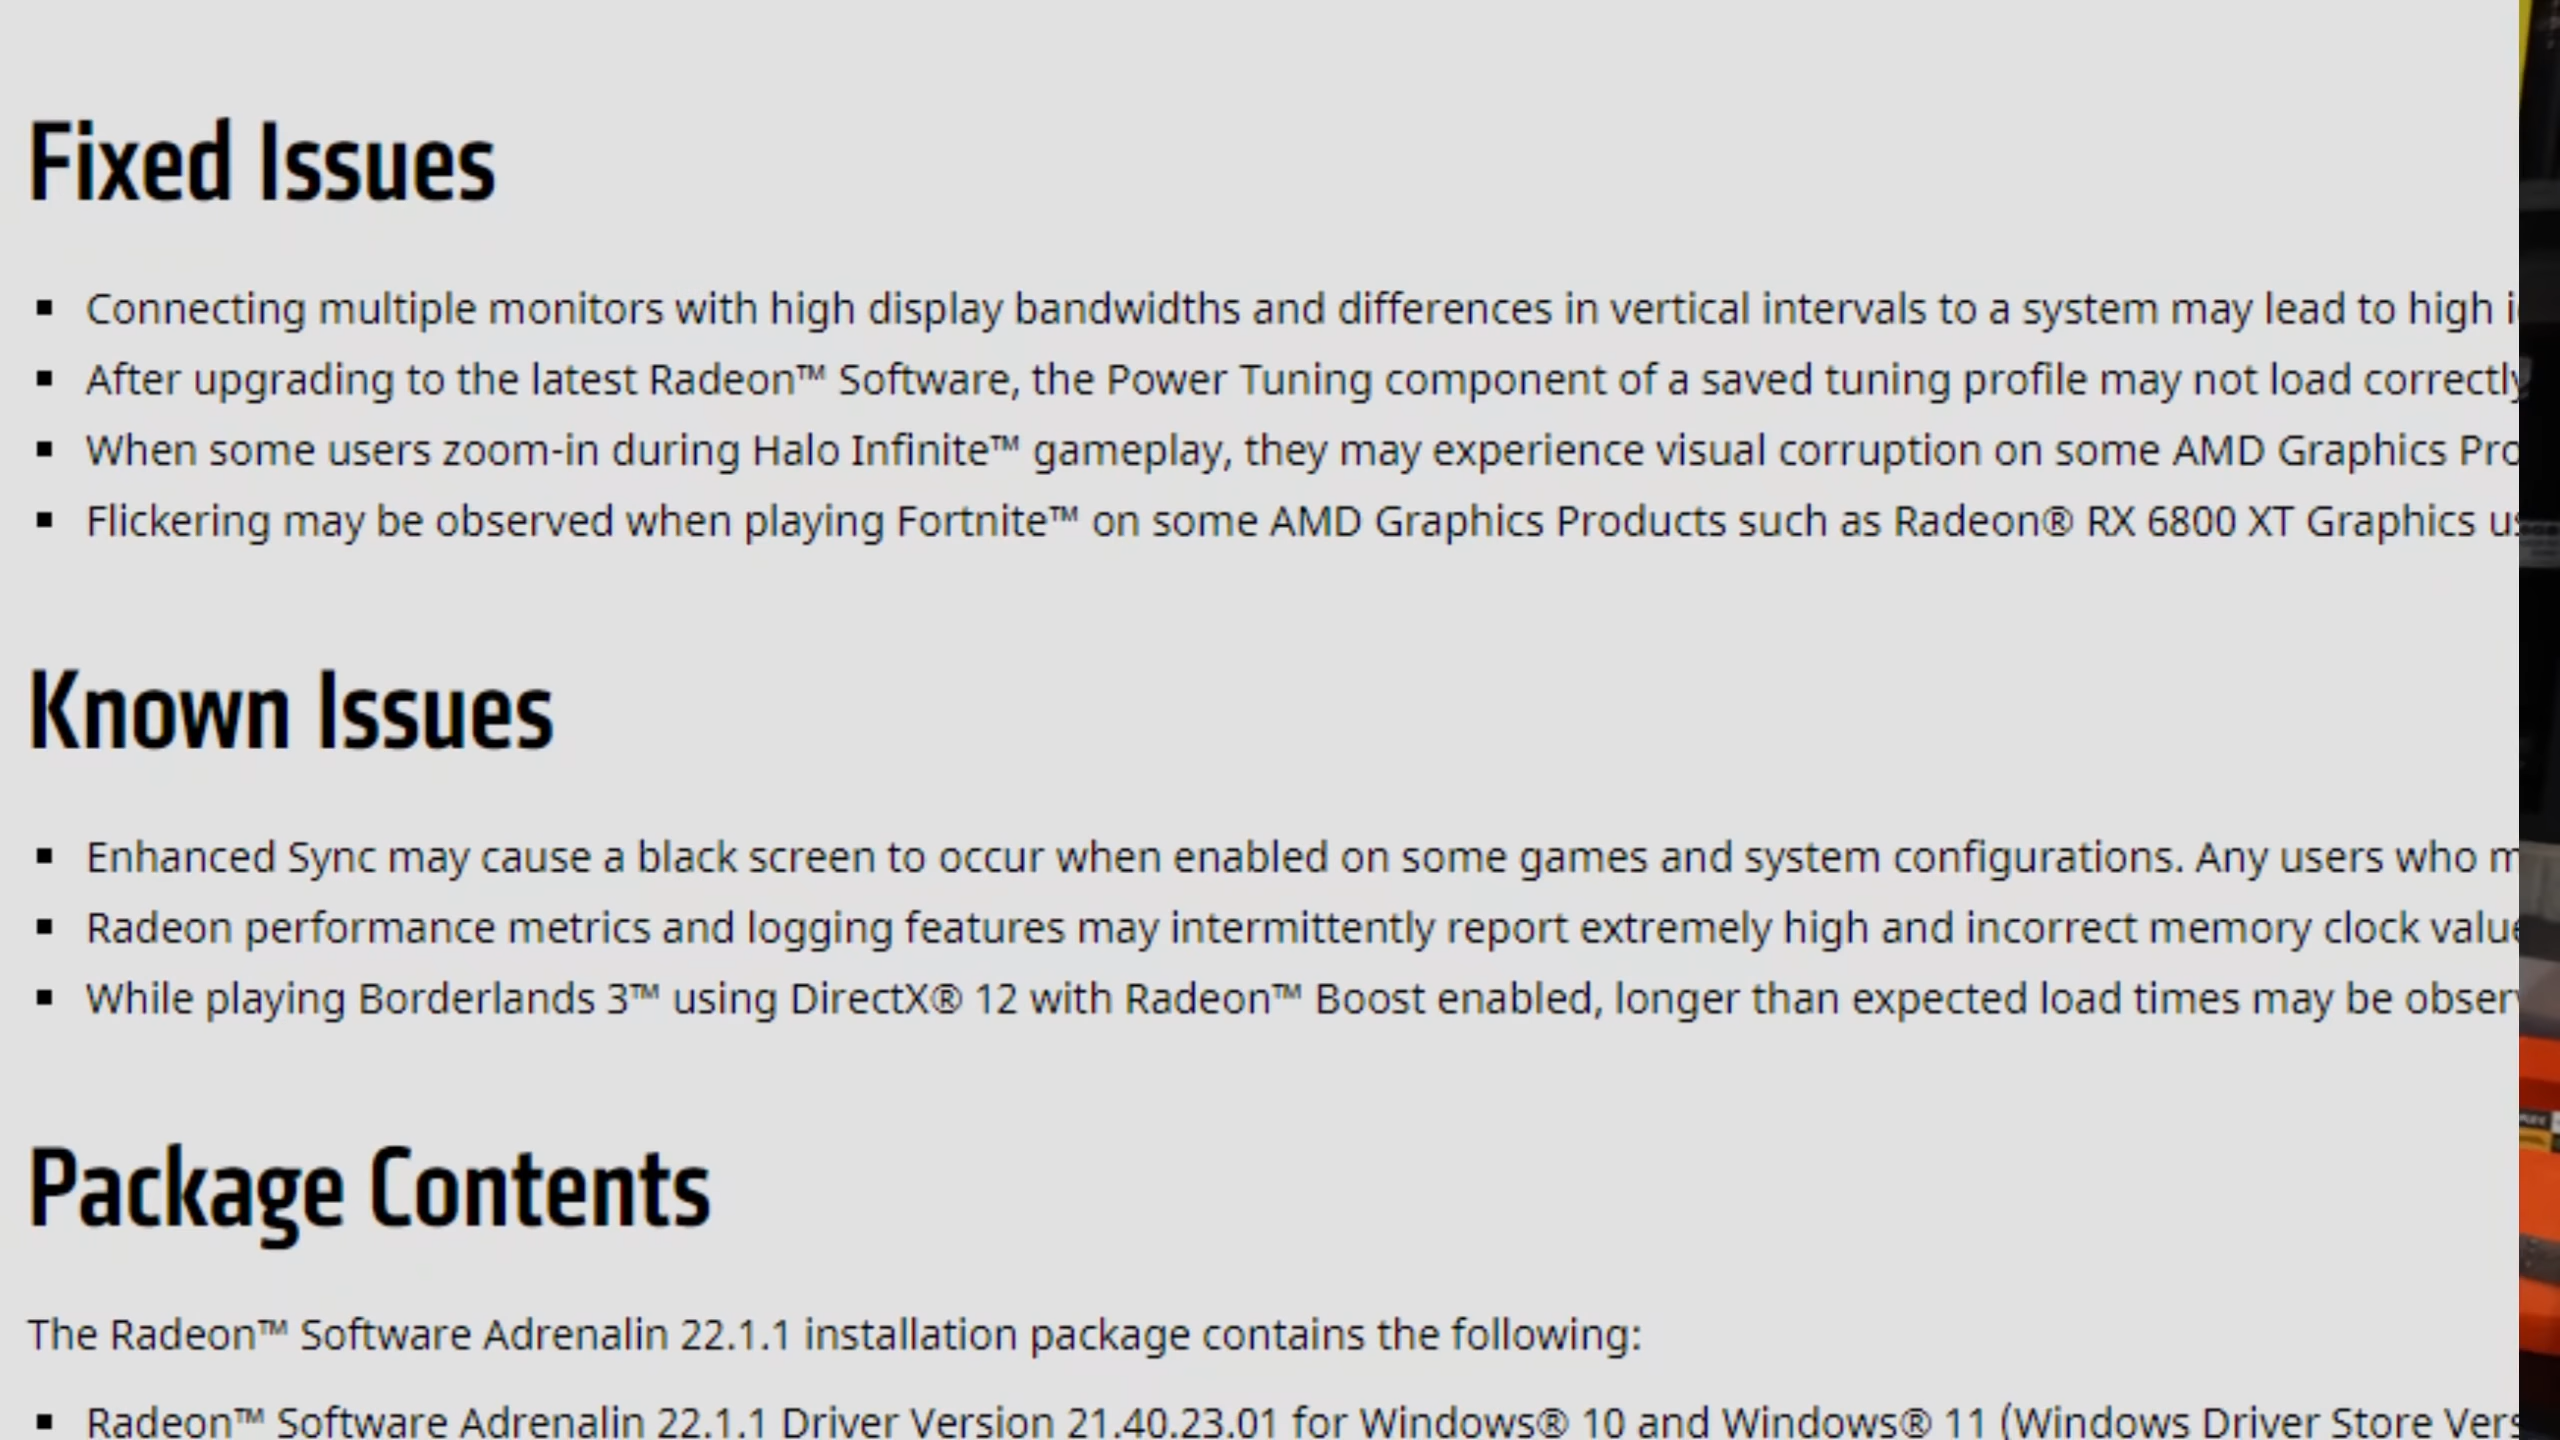 Fixed Issues
▪ Connecting multiple monitors with high display bandwidths and differences in vertical intervals to a system may lead to high
▪ After upgrading to the latest Radeon™ Software, the Power Tuning component of a saved tuning profile may not load correctly
▪ When some users zoom-in during Halo Infinite™ gameplay, they may experience visual corruption on some AMD Graphics Pro
▪ Flickering may be observed when playing Fortnite™ on some AMD Graphics Products such as Radeon® RX 6800 XT Graphics us
Known Issues
▪ Enhanced Sync may cause a black screen to occur when enabled on some games and system configurations. Any users who m
▪ Radeon performance metrics and logging features may intermittently report extremely high and incorrect memory clock value
▪ While playing Borderlands 3™ using DirectX® 12 with Radeon™ Boost enabled, longer than expected load times may be obser
Package Contents
The Radeon™ Software Adrenalin 22.1.1 installation package contains the following:
▪ Radeon™ Software Adrenalin 22.1.1 Driver Version 21.40.23.01 for Windows® 10 and Windows® 11 (Windows Driver Store Vers